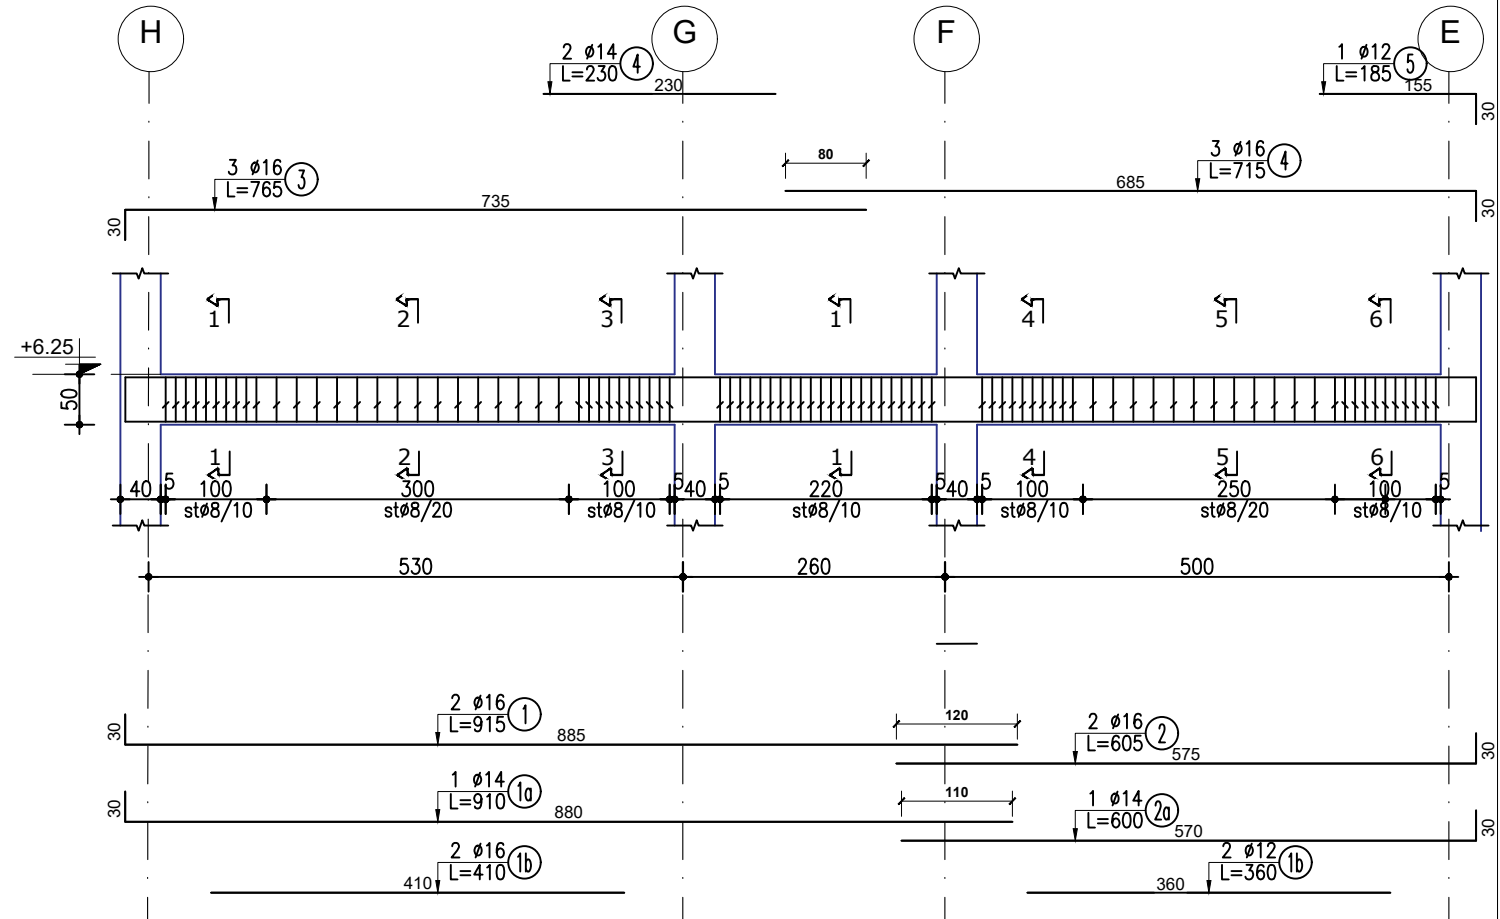 H G F E
2 ø14 4
L=230
230
1 ø12 5
L=185
155
30
3 ø16 3
L=765
735
30
80
3 ø16 4
L=715
685
30
1 2 3 1 4 5 6
+6.25
50
1 2 3 1 4 5 6
40 5 100 300 100 5 40 5 220 5 40 5 100 250 100 5
stø8/10 stø8/20 stø8/10 stø8/10 stø8/10 stø8/20 stø8/10
530 260 500
2 ø16 1
L=915
885
30
120
2 ø16 2
L=605
575
30
1 ø14 1a
L=910
880
30
110
1 ø14 2a
L=600
570
30
2 ø16 1b
L=410
410
2 ø12 1b
L=360
360